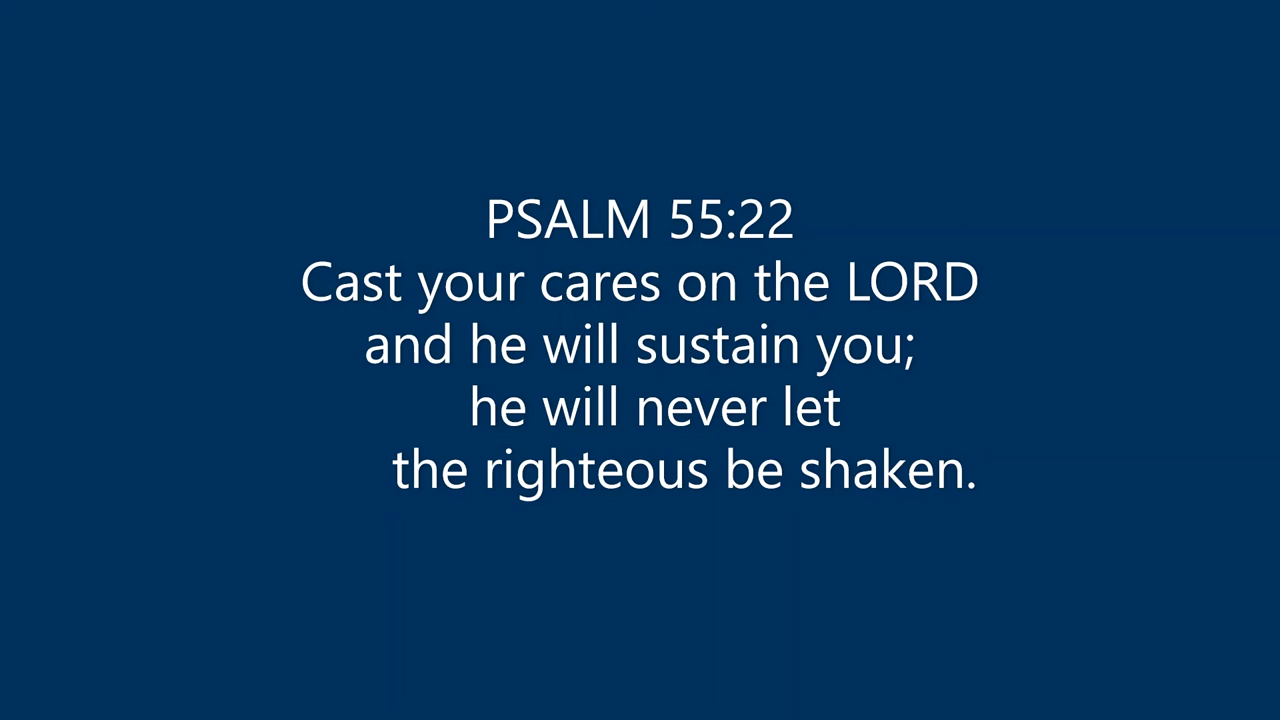 PSALM 55:22
Cast your cares on the LORD
and he will sustain you;
he will never let
the righteous be shaken.